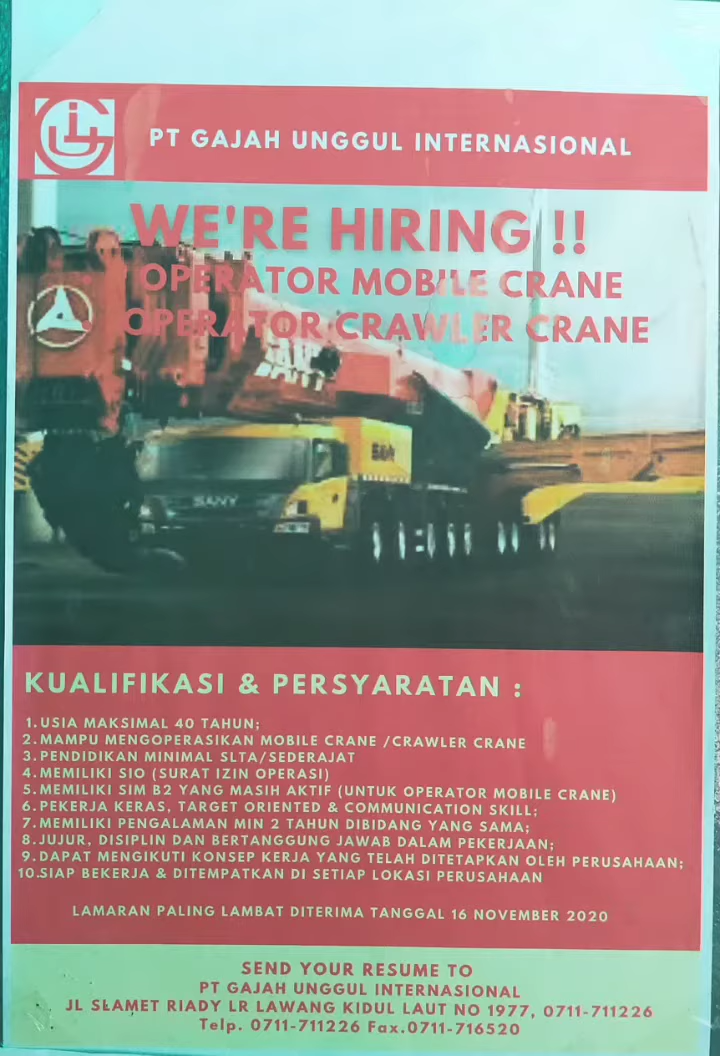 PT GAJAH UNGGUL INTERNASIONAL
WE'RE HIRING !!
OPERATOR MOBILE CRANE
OPERATOR CRAWLER CRANE
SANY
SANY
SANY
KUALIFIKASI & PERSYARATAN :
1.USIA MAKSIMAL 40 TAHUN;
2.MAMPU MENGOPERASIKAN MOBILE CRANE /CRAWLER CRANE
3.PENDIDIKAN MINIMAL SLTA/SEDERAJAT
4.MEMILIKI SIO (SURAT IZIN OPERASI)
5.MEMILIKI SIM B2 YANG MASIH AKTIF (UNTUK OPERATOR MOBILE CRANE)
6.PEKERJA KERAS, TARGET ORIENTED & COMMUNICATION SKILL;
7.MEMILIKI PENGALAMAN MIN 2 TAHUN DIBIDANG YANG SAMA;
8.JUJUR, DISIPLIN DAN BERTANGGUNG JAWAB DALAM PEKERJAAN;
9.DAPAT MENGIKUTI KONSEP KERJA YANG TELAH DITETAPKAN OLEH PERUSAHAAN;
10.SIAP BEKERJA & DITEMPATKAN DI SETIAP LOKASI PERUSAHAAN
LAMARAN PALING LAMBAT DITERIMA TANGGAL 16 NOVEMBER 2020
SEND YOUR RESUME TO
PT GAJAH UNGGUL INTERNASIONAL
JL SLAMET RIADY LR LAWANG KIDUL LAUT NO 1977, 0711-711226
Telp. 0711-711226 Fax.0711-716520